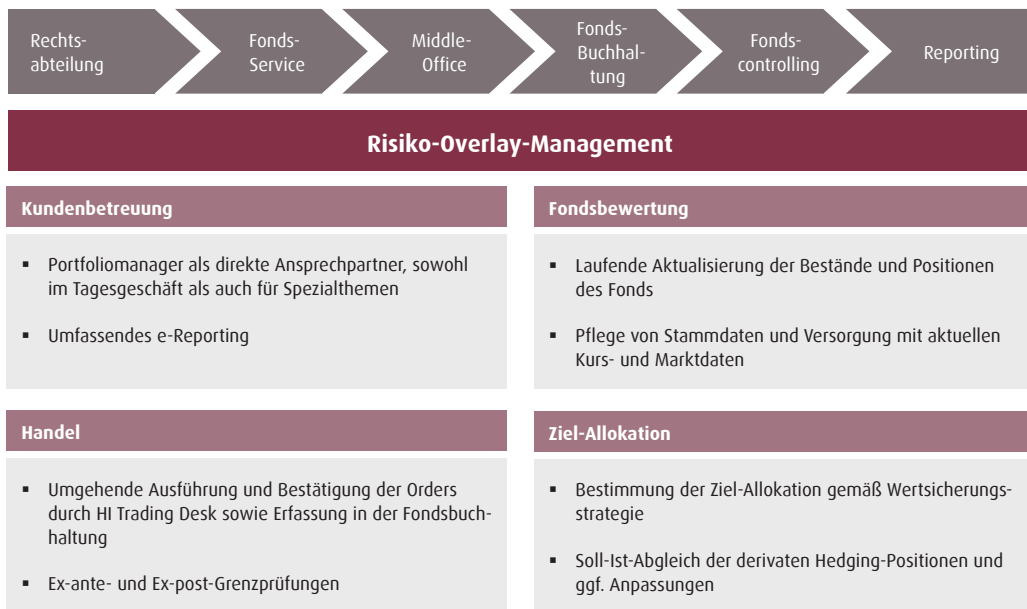 Rechts-
abteilung
Fonds-
Service
Middle-
Office
Fonds-
Buchhal-
tung
Fonds-
controlling
Reporting
Risiko-Overlay-Management
Kundenbetreuung
▪ Portfoliomanager als direkte Ansprechpartner, sowohl
im Tagesgeschäft als auch für Spezialthemen
▪ Umfassendes e-Reporting
Fondsbewertung
▪ Laufende Aktualisierung der Bestände und Positionen
des Fonds
▪ Pflege von Stammdaten und Versorgung mit aktuellen
Kurs- und Marktdaten
Handel
▪ Umgehende Ausführung und Bestätigung der Orders
durch HI Trading Desk sowie Erfassung in der Fondsbuch-
haltung
▪ Ex-ante- und Ex-post-Grenzprüfungen
Ziel-Allokation
▪ Bestimmung der Ziel-Allokation gemäß Wertsicherungs-
strategie
▪ Soll-Ist-Abgleich der derivaten Hedging-Positionen und
ggf. Anpassungen